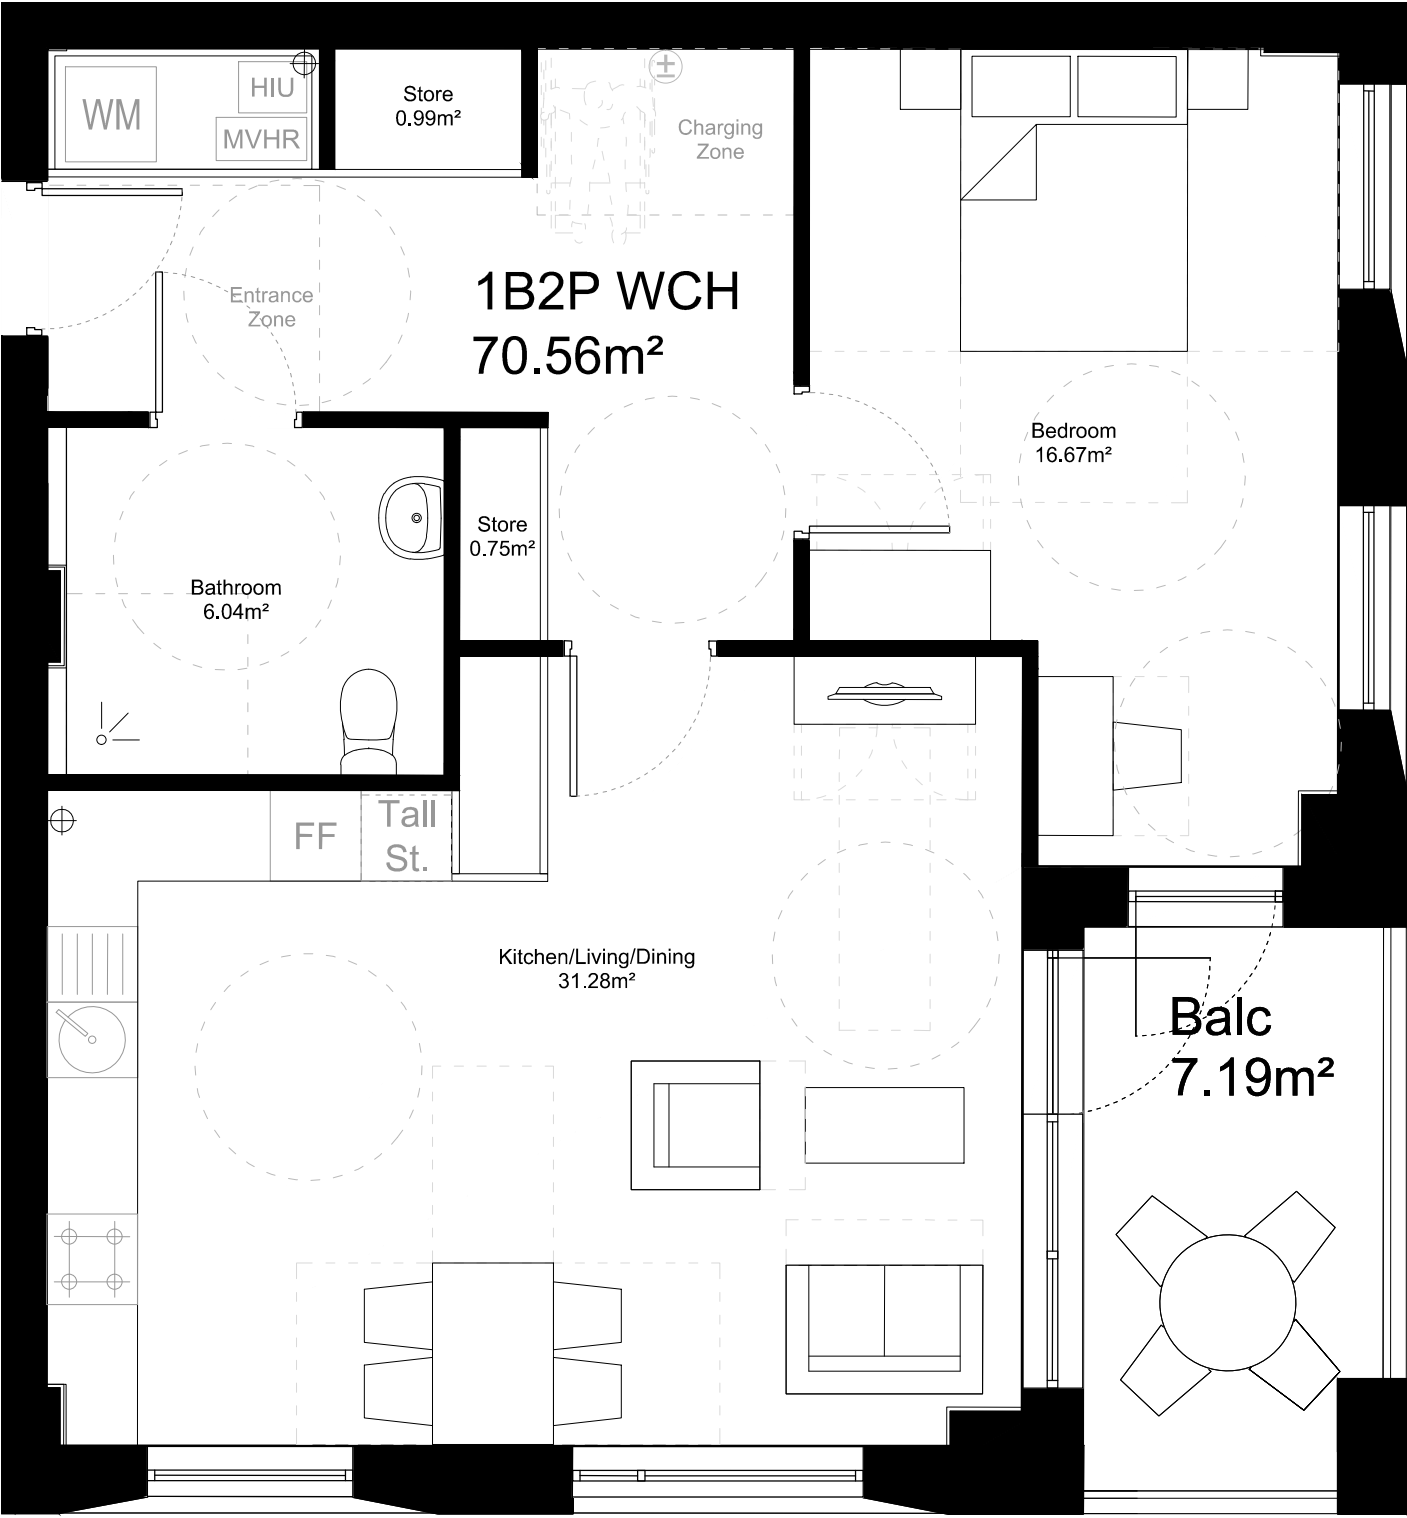 WM
HIU
MVHR
Store
0.99m²
±
Charging
Zone
Entrance
Zone
1B2P WCH
70.56m²
Bedroom
16.67m²
Store
0.75m²
Bathroom
6.04m²
FF
Tall
St.
Kitchen/Living/Dining
31.28m²
Balc
7.19m²